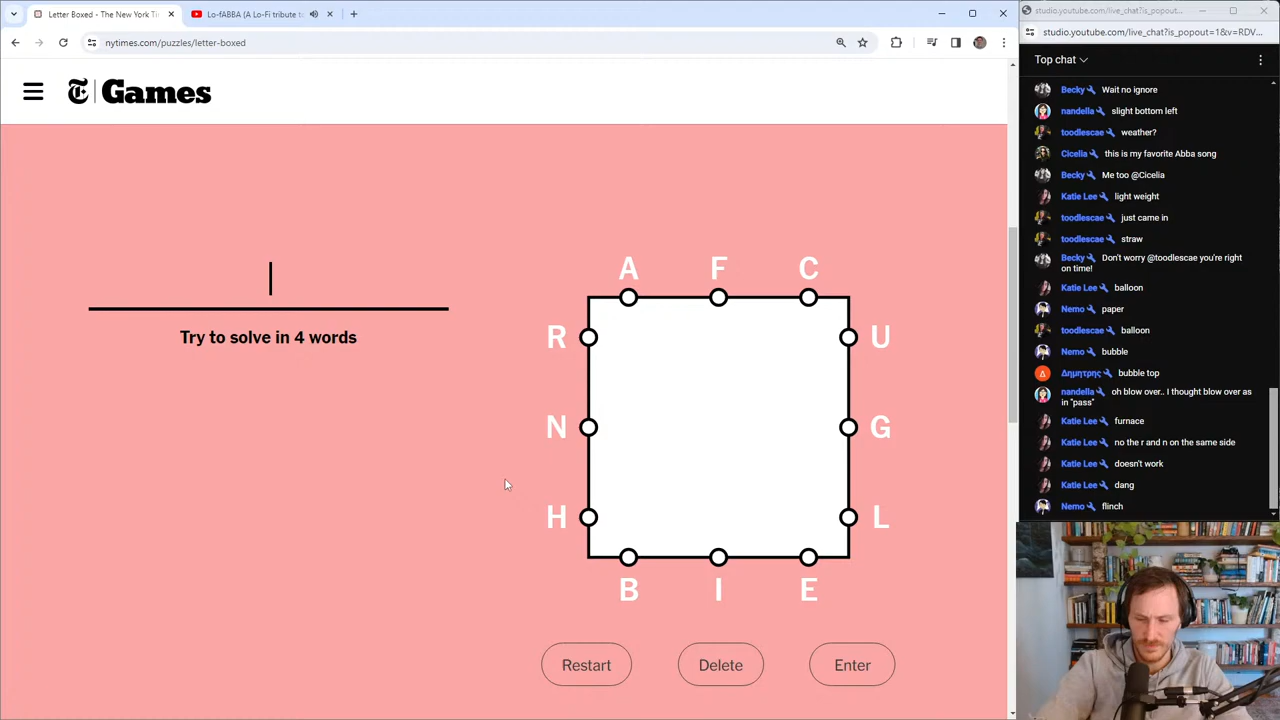 Letter Boxed - The New York Ti
Lo-fABBA (A Lo-Fi tribute to
studio.youtube.com/live_chat?is_popout...
nytimes.com/puzzles/letter-boxed
studio.youtube.com/live_chat?is_popout=1&v=RDV...
Games
Top chat
Becky Wait no ignore
nandella slight bottom left
toodlescae weather?
Cicelia this is my favorite Abba song
Becky Me too @Cicelia
Katie Lee light weight
toodlescae just came in
toodlescae straw
Becky Don't worry @toodlescae you're right
on time!
Katie Lee balloon
Nemo paper
toodlescae balloon
Nemo bubble
Δ Δημητρης bubble top
nandella oh blow over.. I thought blow over as
in "pass"
Katie Lee furnace
Katie Lee no the r and n on the same side
Katie Lee doesn't work
Katie Lee dang
Nemo flinch
Try to solve in 4 words
A F C
R U
N G
H L
B I E
Restart Delete Enter